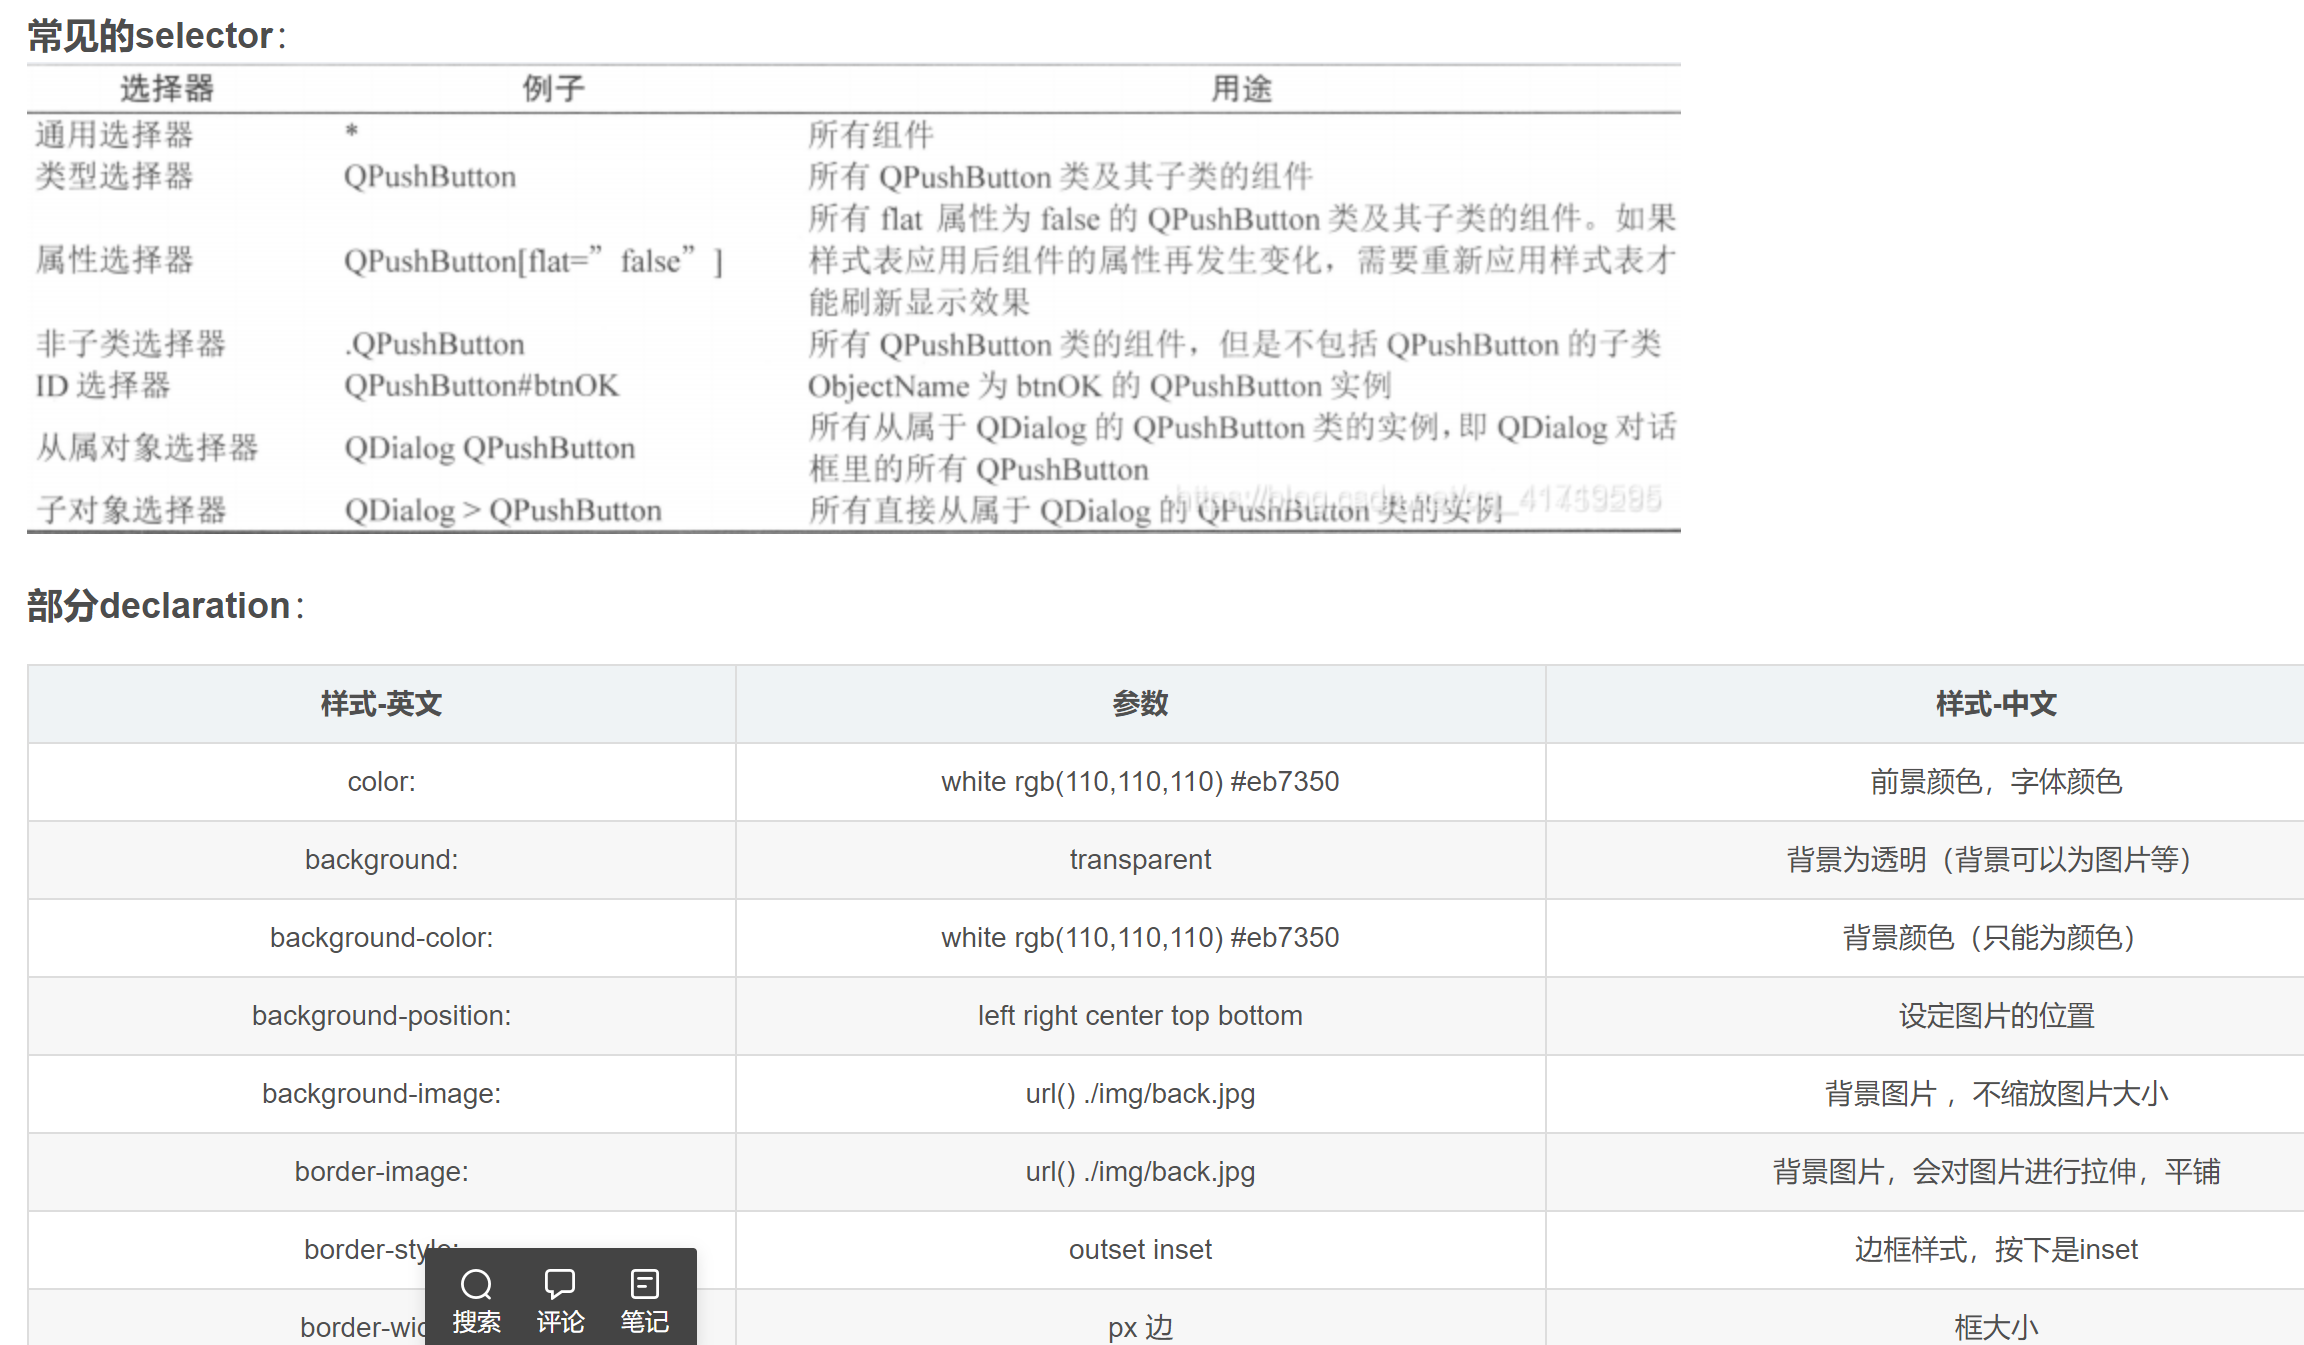 常见的selector：
选择器 例子 用途
通用选择器 * 所有组件
类型选择器 QPushButton 所有 QPushButton 类及其子类的组件
所有 flat 属性为 false 的 QPushButton 类及其子类的组件。如果
属性选择器 QPushButton[flat=”false”] 样式表应用后组件的属性再发生变化，需要重新应用样式表才
能刷新显示效果
非子类选择器 .QPushButton 所有 QPushButton 类的组件，但是不包括 QPushButton 的子类
ID 选择器 QPushButton#btnOK ObjectName 为 btnOK 的 QPushButton 实例
所有从属于 QDialog 的 QPushButton 类的实例，即 QDialog 对话
从属对象选择器 QDialog QPushButton
框里的所有 QPushButton
子对象选择器 QDialog > QPushButton 所有直接从属于 QDialog 的 QPushButton 类的实例
部分declaration：
样式-英文 参数 样式-中文
color: white rgb(110,110,110) #eb7350 前景颜色，字体颜色
background: transparent 背景为透明（背景可以为图片等）
background-color: white rgb(110,110,110) #eb7350 背景颜色（只能为颜色）
background-position: left right center top bottom 设定图片的位置
background-image: url() ./img/back.jpg 背景图片 ，不缩放图片大小
border-image: url() ./img/back.jpg 背景图片，会对图片进行拉伸，平铺
border-style: outset inset 边框样式，按下是inset
px 边 框大小
搜索 评论 笔记